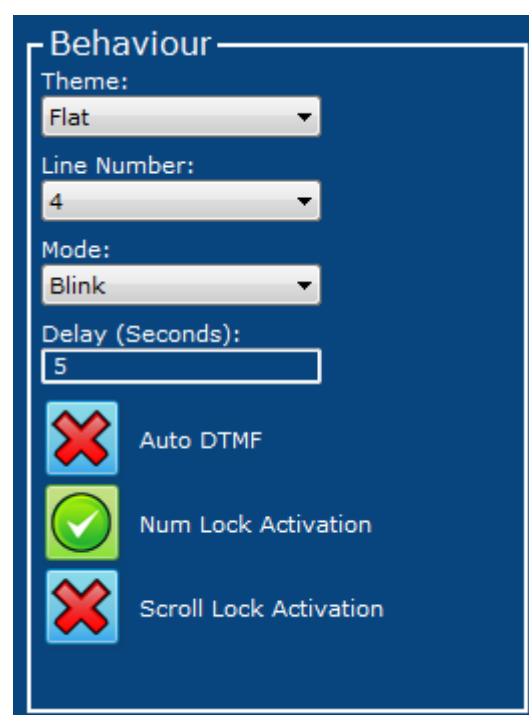 Behaviour
Theme:
Flat
Line Number:
4
Mode:
Blink
Delay (Seconds):
5
Auto DTMF
Num Lock Activation
Scroll Lock Activation